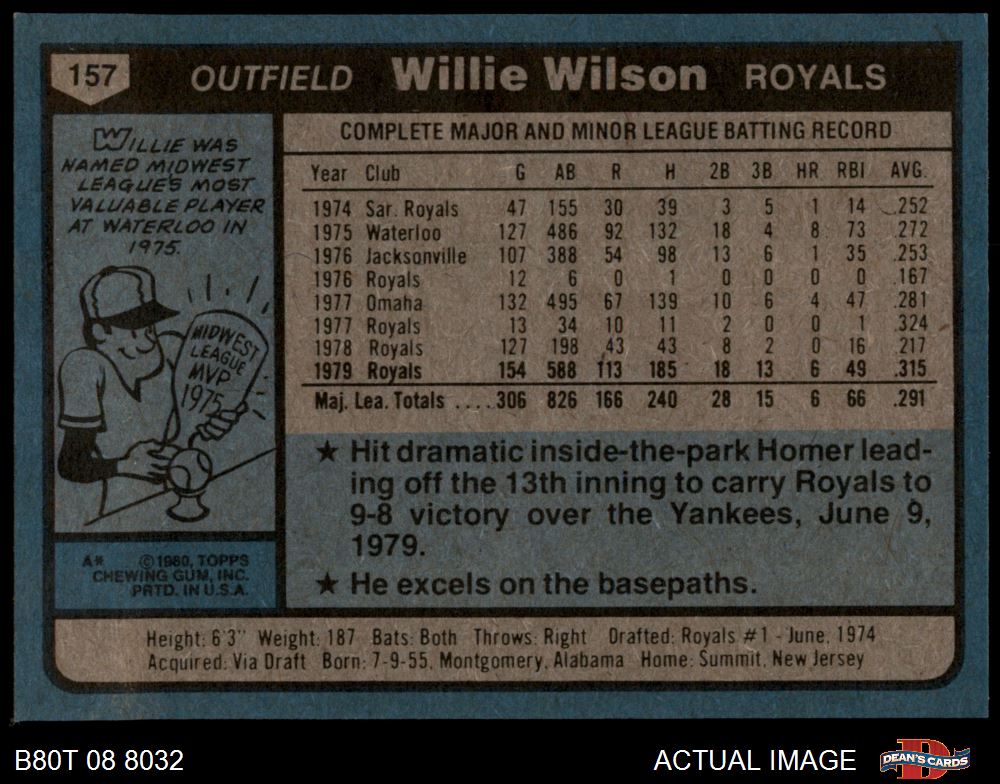 157 OUTFIELD Willie Wilson ROYALS
WILLIE WAS
NAMED MIDWEST
LEAGUE'S MOST
VALUABLE PLAYER
AT WATERLOO IN
1975.
MIDWEST
LEAGUE
MVP
1975
A* ©1980, TOPPS
CHEWING GUM, INC.
PRTD. IN U.S.A.
COMPLETE MAJOR AND MINOR LEAGUE BATTING RECORD
Year Club G AB R H 2B 3B HR RBI AVG.
1974 Sar. Royals 47 155 30 39 3 5 1 14 .252
1975 Waterloo 127 486 92 132 18 4 8 73 .272
1976 Jacksonville 107 388 54 98 13 6 1 35 .253
1976 Royals 12 6 0 1 0 0 0 0 .167
1977 Omaha 132 495 67 139 10 6 4 47 .281
1977 Royals 13 34 10 11 2 0 0 1 .324
1978 Royals 127 198 43 43 8 2 0 16 .217
1979 Royals 154 588 113 185 18 13 6 49 .315
Maj. Lea. Totals ....306 826 166 240 28 15 6 66 .291
★ Hit dramatic inside-the-park Homer lead-
ing off the 13th inning to carry Royals to
9-8 victory over the Yankees, June 9,
1979.
★ He excels on the basepaths.
Height: 6'3" Weight: 187 Bats: Both Throws: Right Drafted: Royals #1 - June, 1974
Acquired: Via Draft Born: 7-9-55, Montgomery, Alabama Home: Summit, New Jersey
B80T 08 8032 ACTUAL IMAGE
D
DEAN'S CARDS